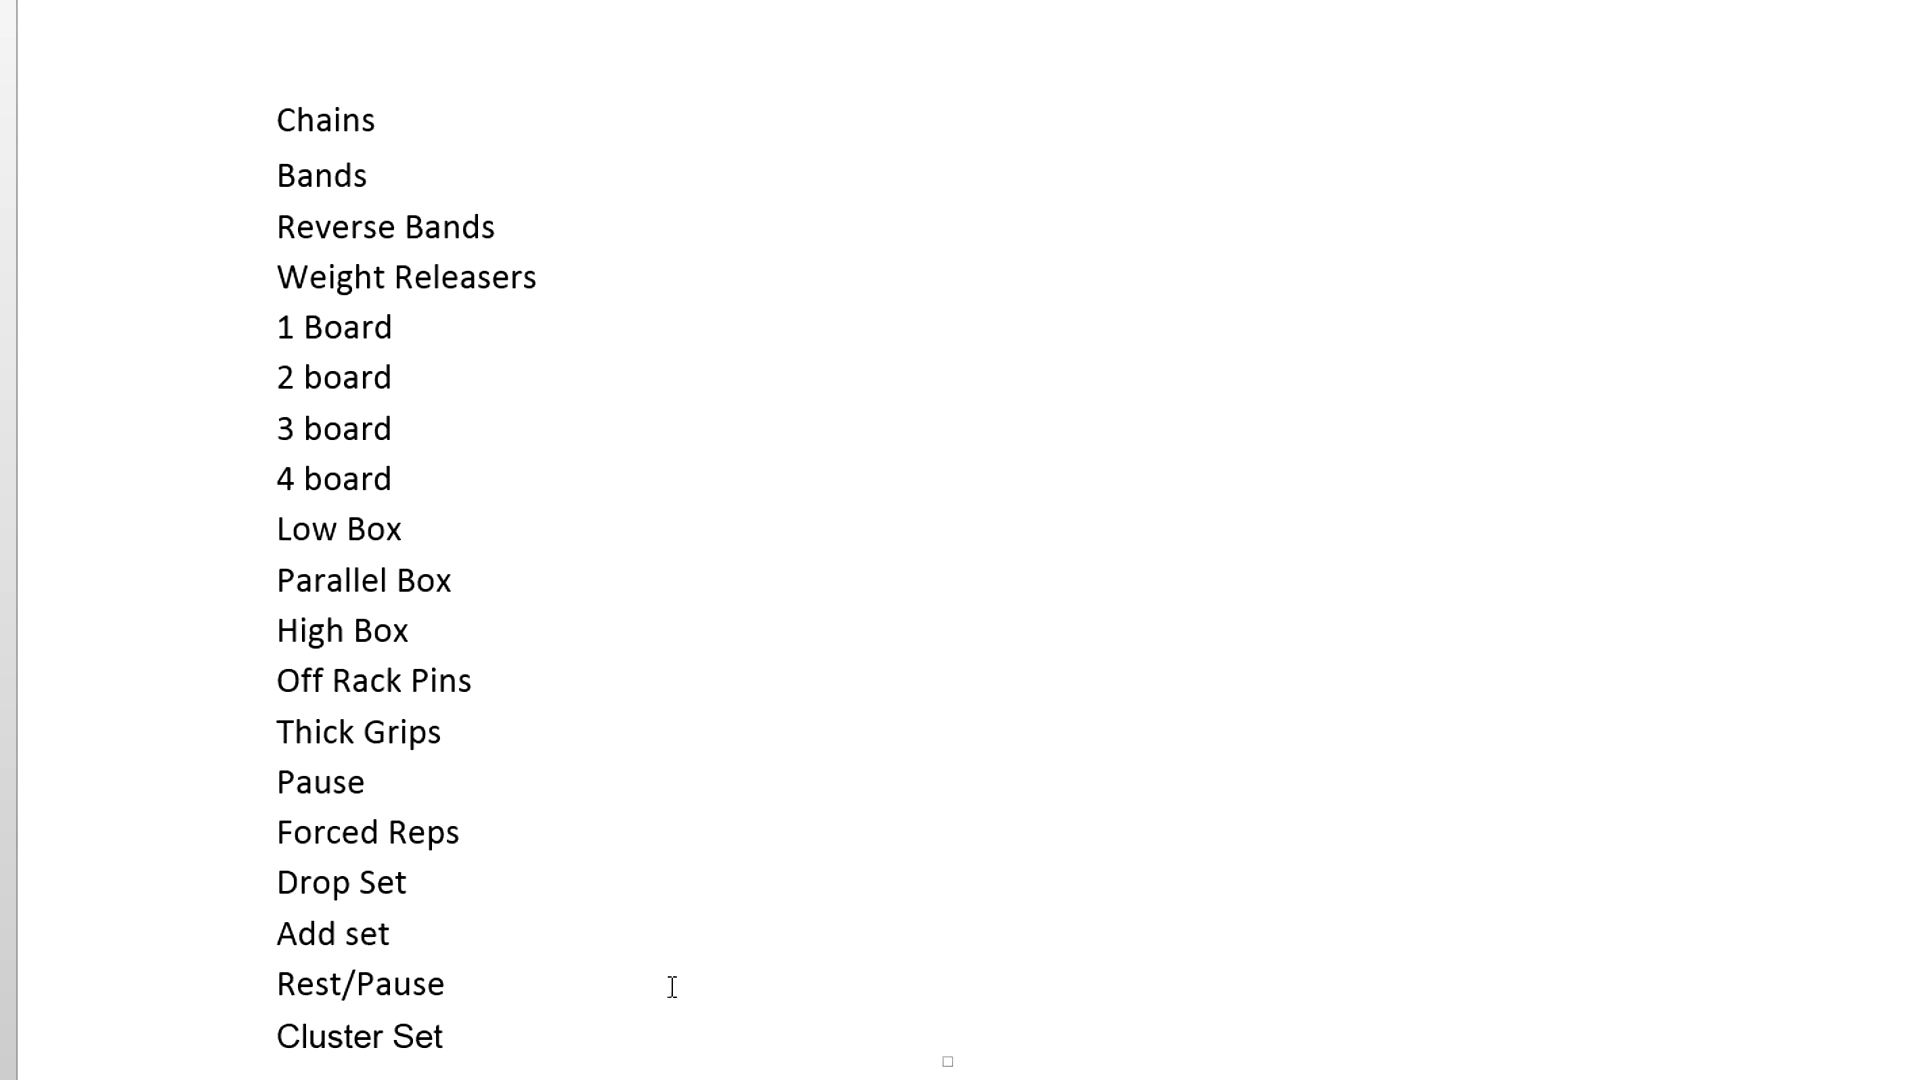 Chains
Bands
Reverse Bands
Weight Releasers
1 Board
2 board
3 board
4 board
Low Box
Parallel Box
High Box
Off Rack Pins
Thick Grips
Pause
Forced Reps
Drop Set
Add set
Rest/Pause
Cluster Set